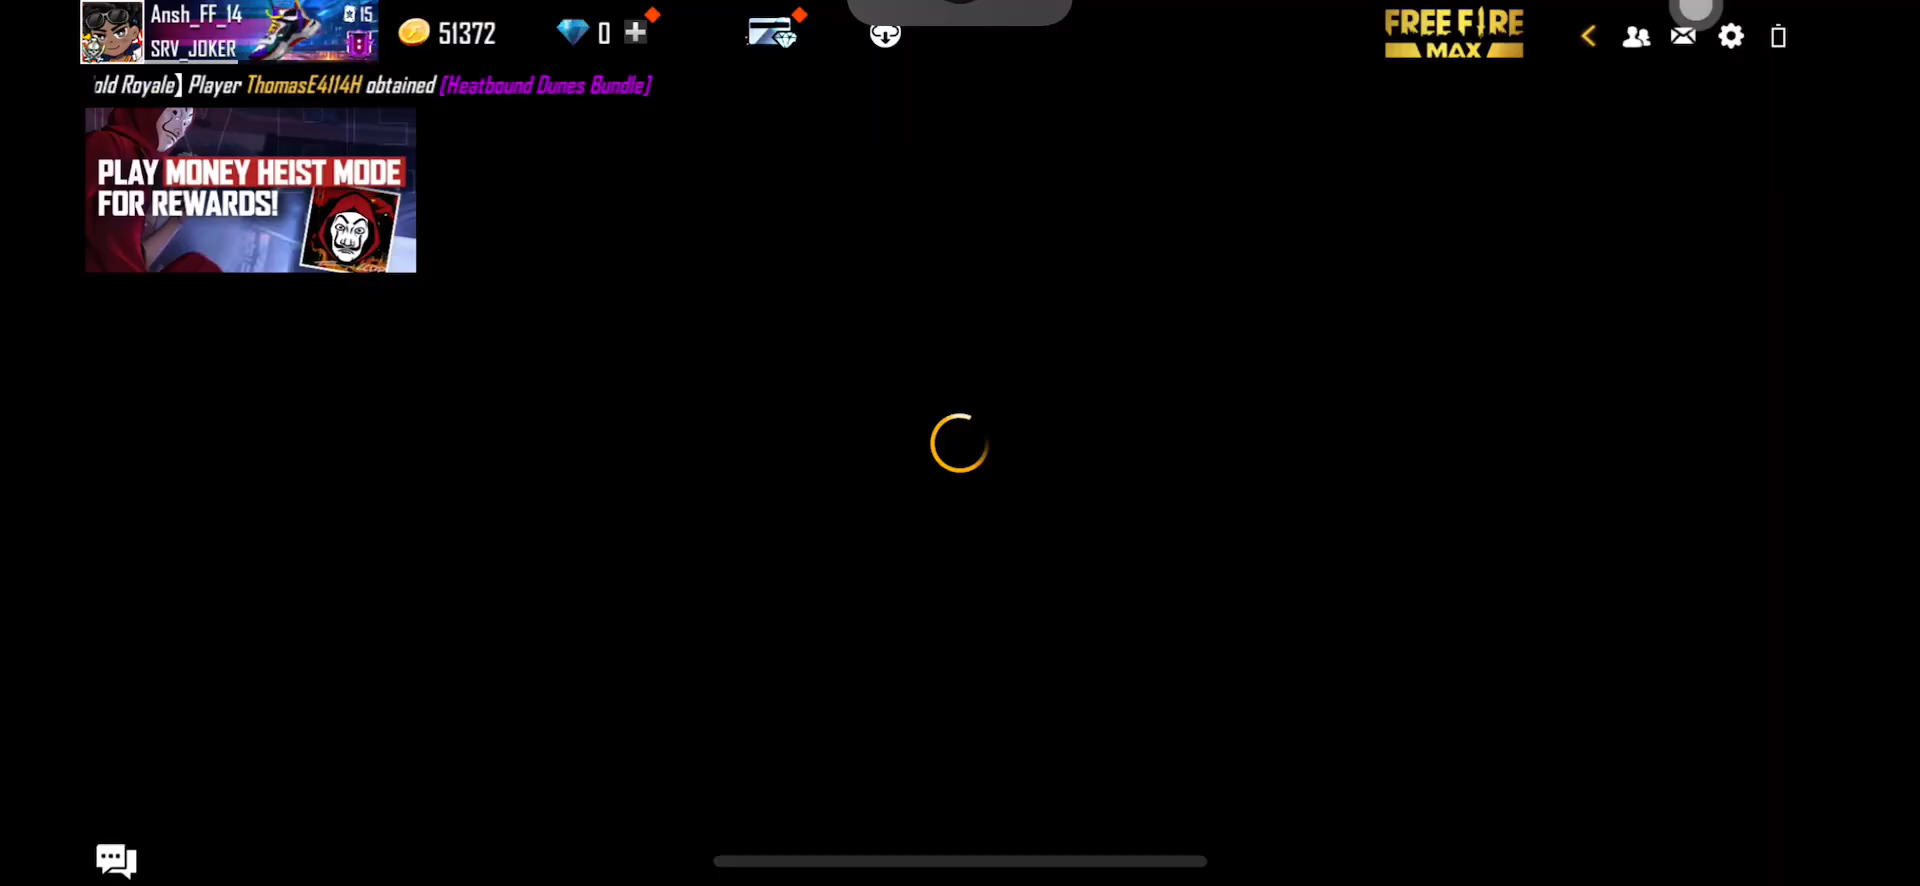 Ansh_FF_14
15
SRV_JOKER
51372
0
FREE FIRE
MAX
old Royale] Player ThomasE4114H obtained [Heatbound Dunes Bundle]
PLAY MONEY HEIST MODE
FOR REWARDS!